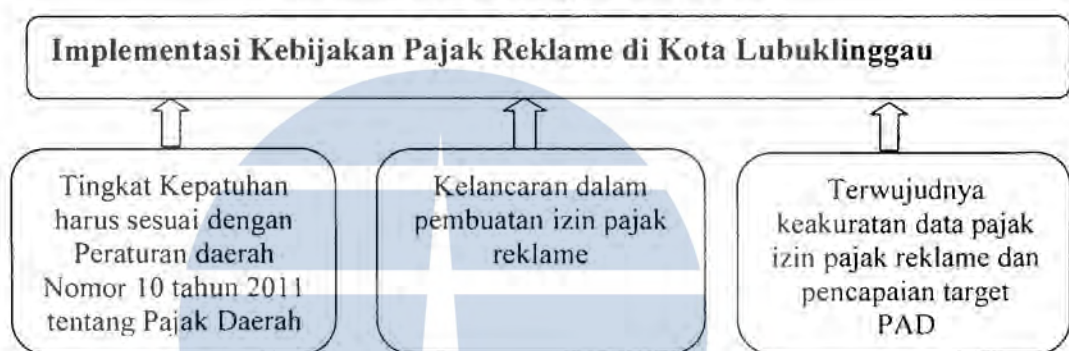 Implementasi Kebijakan Pajak Reklame di Kota Lubuklinggau
Tingkat Kepatuhan
harus sesuai dengan
Peraturan daerah
Nomor 10 tahun 2011
tentang Pajak Daerah
Kelancaran dalam
pembuatan izin pajak
reklame
Terwujudnya
keakuratan data pajak
izin pajak reklame dan
pencapaian target
PAD